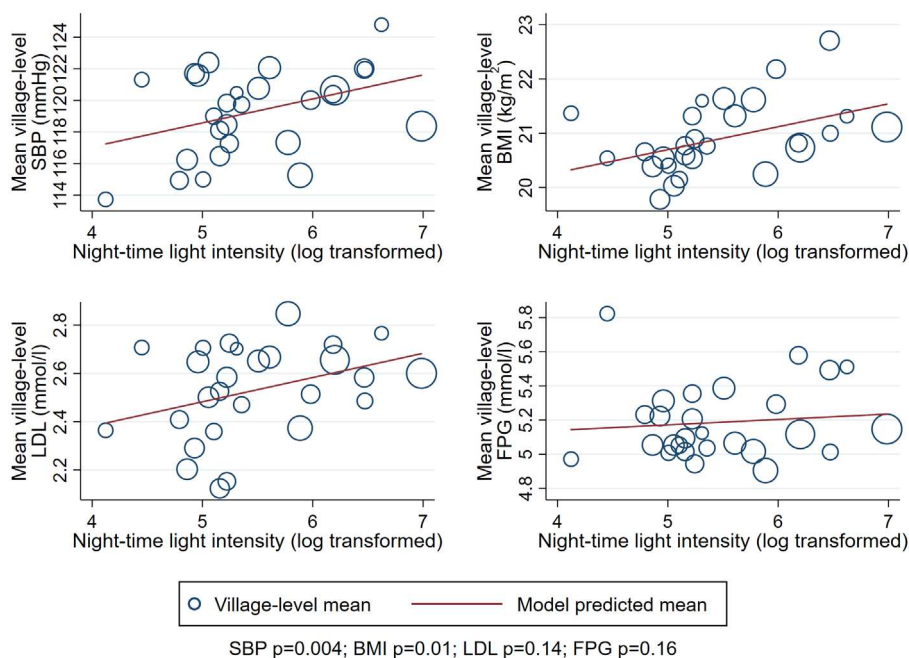 Mean village-level
SBP (mmHg)
114 116 118 120 122 124
4 5 6 7
Night-time light intensity (log transformed)
Mean village-level
BMI (kg/m²)
20 21 22 23
4 5 6 7
Night-time light intensity (log transformed)
Mean village-level
LDL (mmol/l)
2.2 2.4 2.6 2.8
4 5 6 7
Night-time light intensity (log transformed)
Mean village-level
FPG (mmol/l)
4.8 5 5.2 5.4 5.6 5.8
4 5 6 7
Night-time light intensity (log transformed)
Village-level mean
Model predicted mean
SBP p=0.004; BMI p=0.01; LDL p=0.14; FPG p=0.16